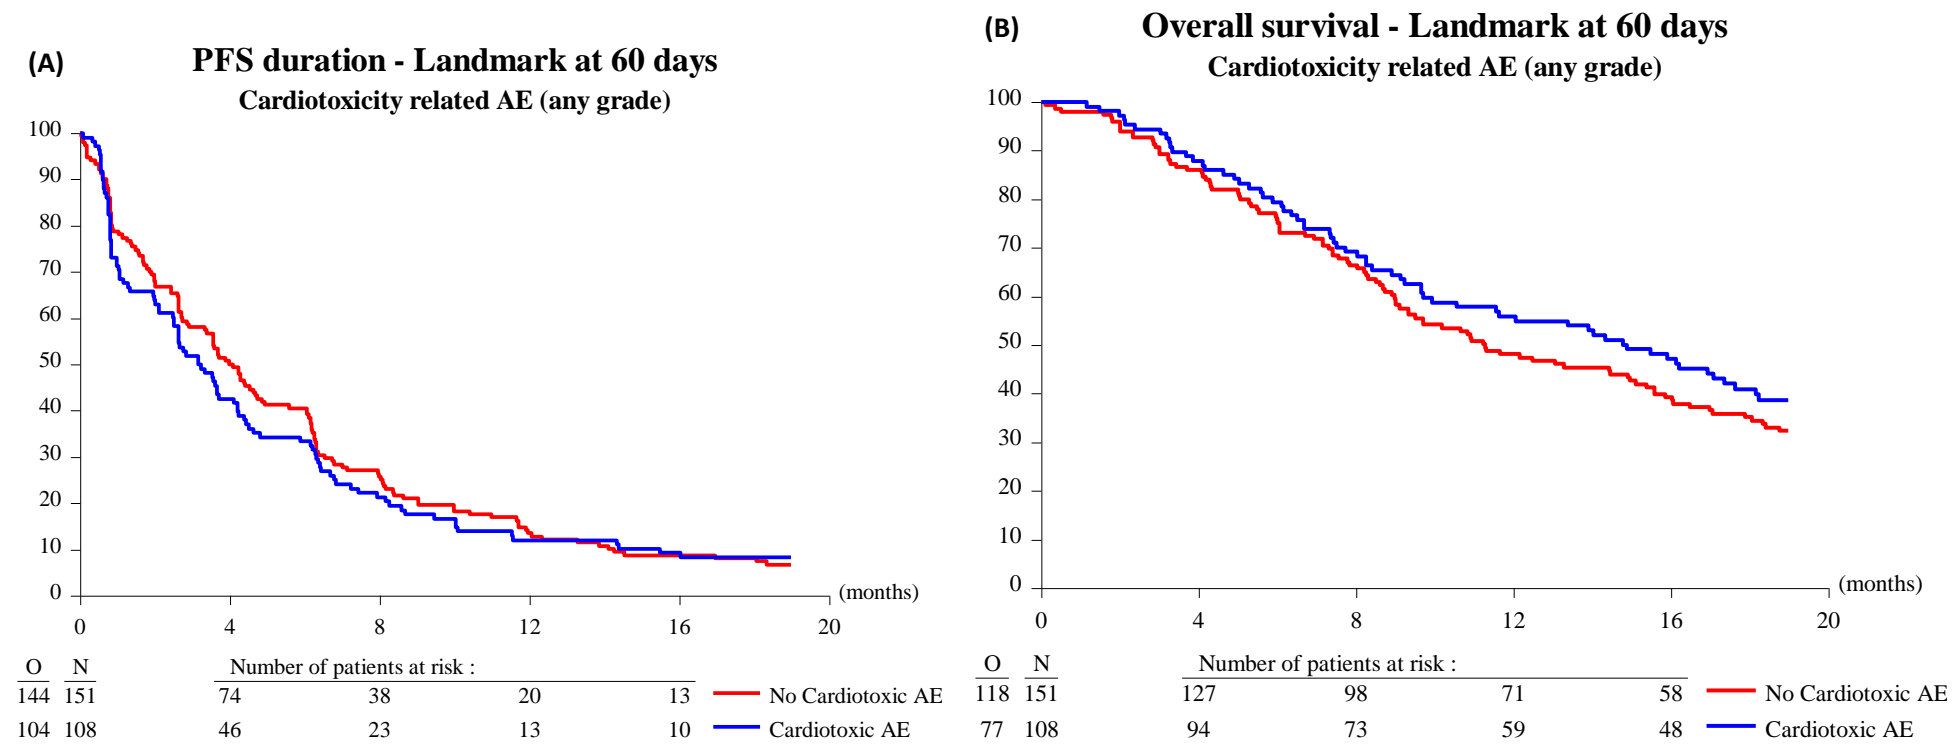 (A)
PFS duration - Landmark at 60 days
Cardiotoxicity related AE (any grade)
100
90
80
70
60
50
40
30
20
10
0
0 4 8 12 16 20
(months)
O N Number of patients at risk :
144 151 74 38 20 13 No Cardiotoxic AE
104 108 46 23 13 10 Cardiotoxic AE
(B)
Overall survival - Landmark at 60 days
Cardiotoxicity related AE (any grade)
100
90
80
70
60
50
40
30
20
10
0
0 4 8 12 16 20
(months)
O N Number of patients at risk :
118 151 127 98 71 58 No Cardiotoxic AE
77 108 94 73 59 48 Cardiotoxic AE